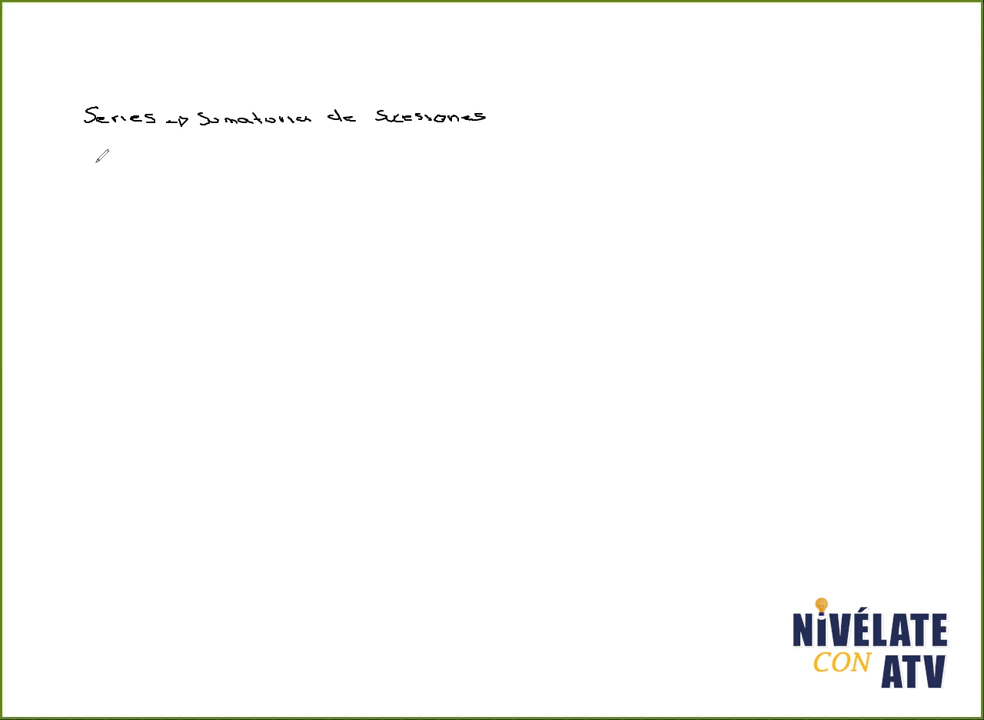 Series → Sumatoria de sucesiones
NIVÉLATE
CON
ATV